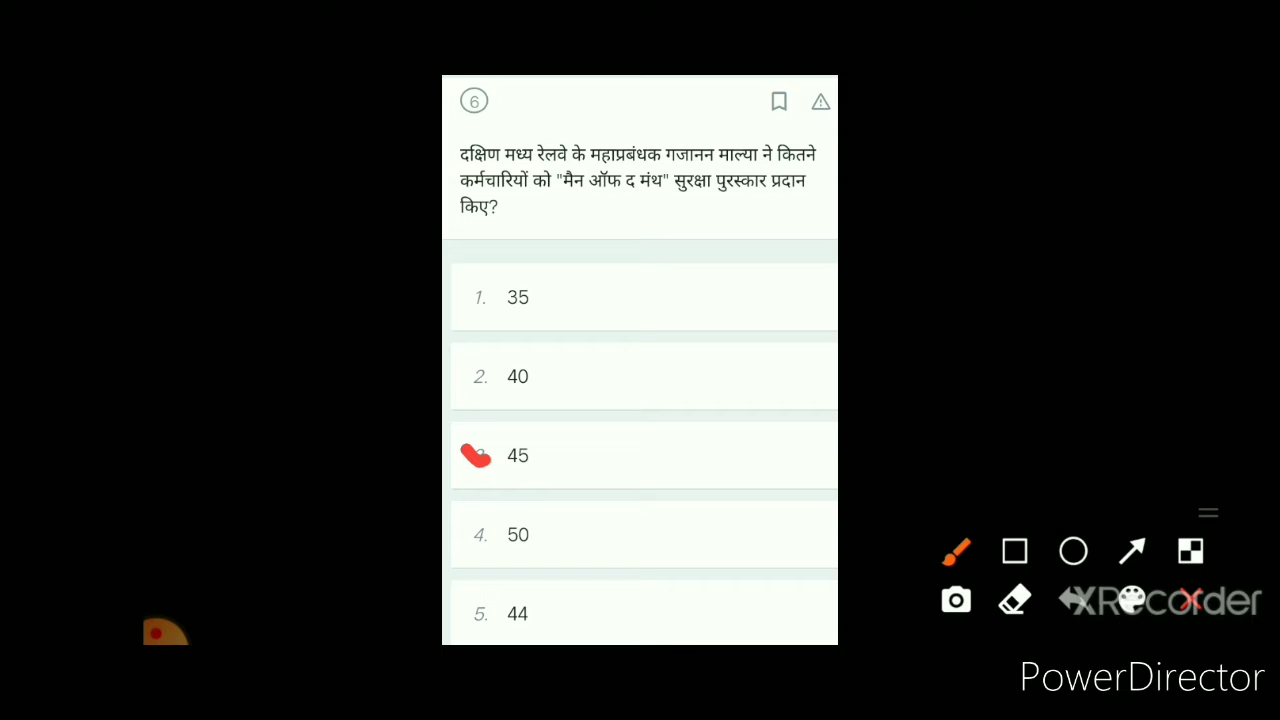 6
दक्षिण मध्य रेलवे के महाप्रबंधक गजानन माल्या ने कितने
कर्मचारियों को "मैन ऑफ द मंथ" सुरक्षा पुरस्कार प्रदान
किए?
1. 35
2. 40
45
4. 50
5. 44
XRecorder
PowerDirector